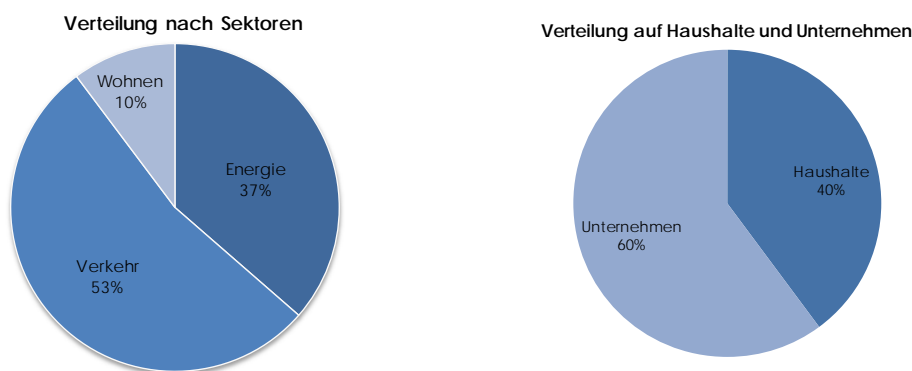 Verteilung nach Sektoren
Wohnen
10%
Energie
37%
Verkehr
53%
Verteilung auf Haushalte und Unternehmen
Haushalte
40%
Unternehmen
60%